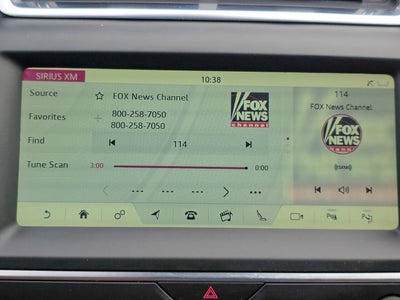 SIRIUS XM
10:38
Source
FOX News Channel
Favorites
800-258-7050
800-258-7050
FOX
NEWS
channel
Find
114
Tune Scan
3:00
0:00
114
FOX News Channel
FOX
NEWS
channel
((SXM))